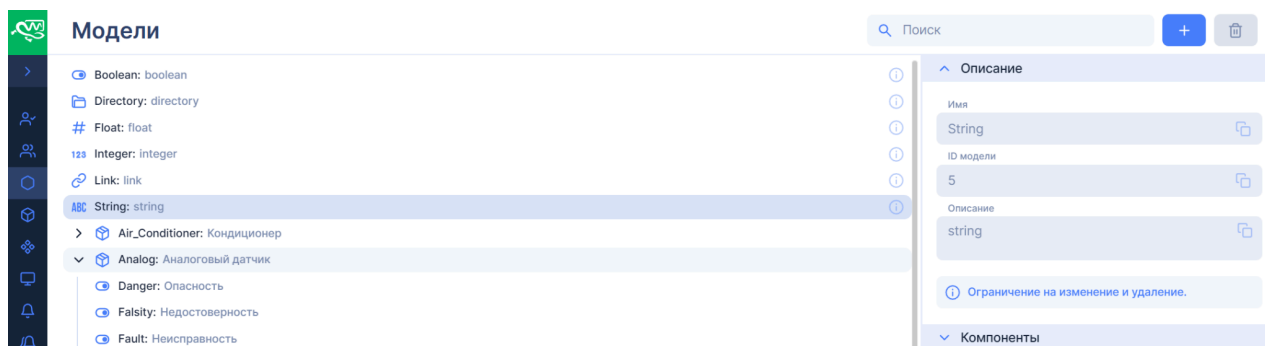 Модели
Поиск
Boolean: boolean
Directory: directory
Float: float
123 Integer: integer
Link: link
ABC String: string
Air_Conditioner: Кондиционер
Analog: Аналоговый датчик
Danger: Опасность
Falsity: Недостоверность
Fault: Неисправность
Описание
Имя
String
ID модели
5
Описание
string
Ограничение на изменение и удаление.
Компоненты